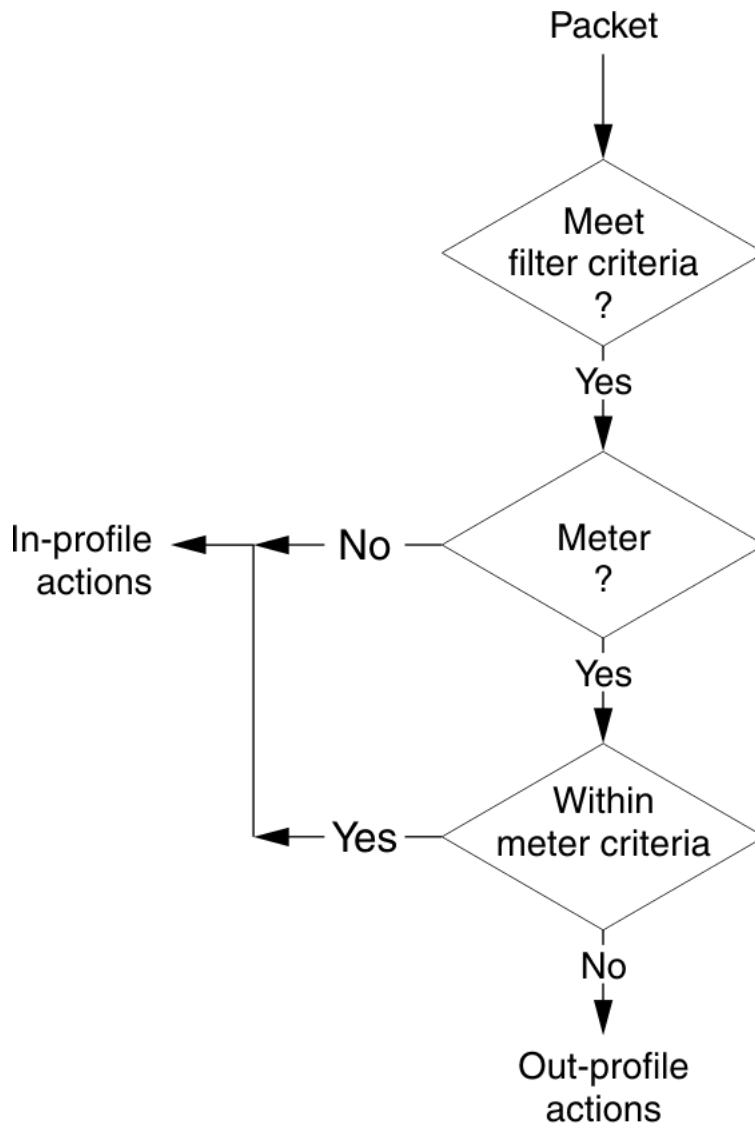 Packet
Meet
filter criteria
?
Yes
In-profile
actions
No
Meter
?
Yes
Within
meter criteria
Yes
No
Out-profile
actions